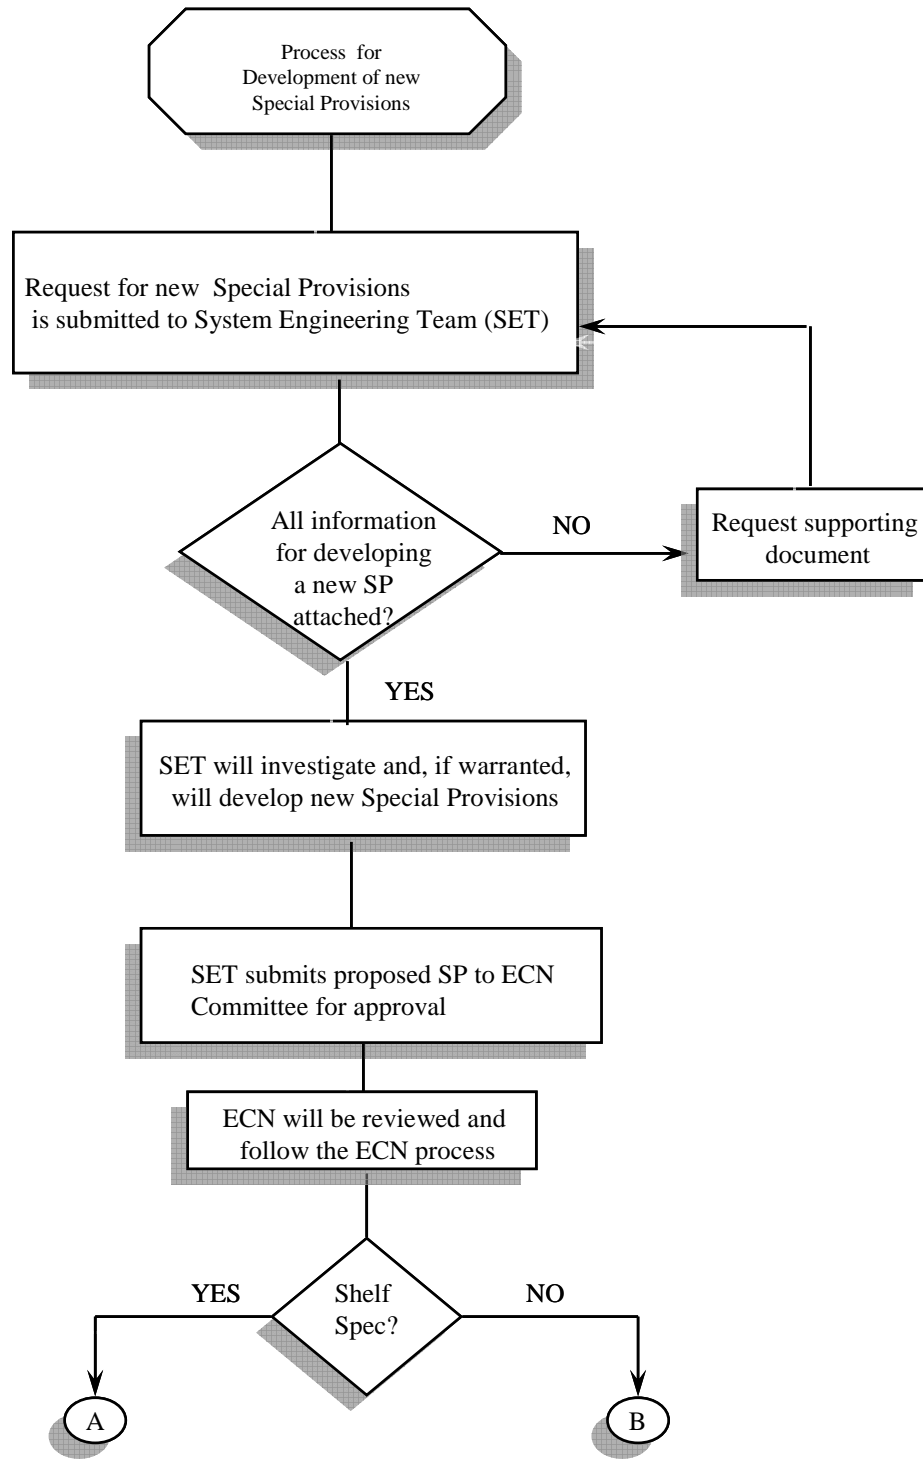 Process for
Development of new
Special Provisions
Request for new Special Provisions
is submitted to System Engineering Team (SET)
All information
for developing
a new SP
attached?
NO
Request supporting
document
YES
SET will investigate and, if warranted,
will develop new Special Provisions
SET submits proposed SP to ECN
Committee for approval
ECN will be reviewed and
follow the ECN process
YES
Shelf
Spec?
NO
A
B